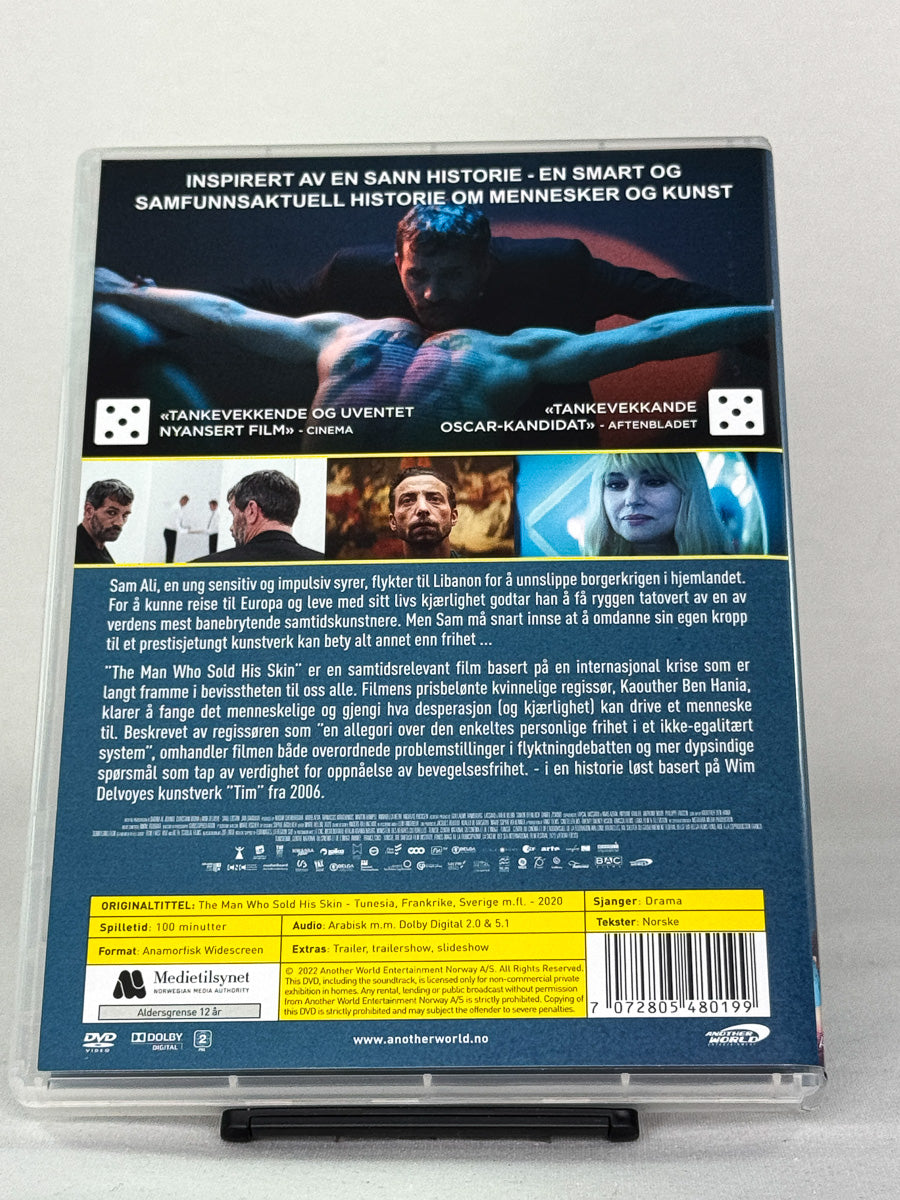 INSPIRERT AV EN SANN HISTORIE - EN SMART OG
SAMFUNNSAKTUELL HISTORIE OM MENNESKER OG KUNST
«TANKEVEKKENDE OG UVENTET
NYANSERT FILM» - CINEMA
«TANKEVEKKANDE
OSCAR-KANDIDAT» - AFTENBLADET
Sam Ali, en ung sensitiv og impulsiv syrer, flykter til Libanon for å unnslippe borgerkrigen i hjemlandet.
For å kunne reise til Europa og leve med sitt livs kjærlighet godtar han å få ryggen tatovert av en av
verdens mest banebrytende samtidskunstnere. Men Sam må snart innse at å omdanne sin egen kropp
til et prestisjetungt kunstverk kan bety alt annet enn frihet ...
"The Man Who Sold His Skin" er en samtidsrelevant film basert på en internasjonal krise som er
langt framme i bevisstheten til oss alle. Filmens prisbelønte kvinnelige regissør, Kaouther Ben Hania,
klarer å fange det menneskelige og gjengi hva desperasjon (og kjærlighet) kan drive et menneske
til. Beskrevet av regissøren som "en allegori over den enkeltes personlige frihet i et ikke-egalitært
system", omhandler filmen både overordnede problemstillinger i flyktningdebatten og mer dypsindige
spørsmål som tap av verdighet for oppnåelse av bevegelsesfrihet. - i en historie løst basert på Wim
Delvoyes kunstverk "Tim" fra 2006.
ORIGINALTITTEL: The Man Who Sold His Skin - Tunesia, Frankrike, Sverige m.fl. - 2020
Sjanger: Drama
Spilletid: 100 minutter
Audio: Arabisk m.m. Dolby Digital 2.0 & 5.1
Tekster: Norske
Format: Anamorfisk Widescreen
Extras: Trailer, trailershow, slideshow
Medietilsynet
NORWEGIAN MEDIA AUTHORITY
Aldersgrense 12 år
© 2022 Another World Entertainment Norway A/S. All Rights Reserved.
This DVD, including the soundtrack, is licensed only for non-commercial private
exhibition in homes. Any rental, lending or public broadcast without permission
from Another World Entertainment Norway A/S is strictly prohibited. Copying of
this DVD is strictly prohibited and may subject the offender to severe penalties.
7 072805 480199
DVD
VIDEO
DOLBY
DIGITAL
2
PAL
www.anotherworld.no
ANOTHER
WORLD
ENTERTAINMENT